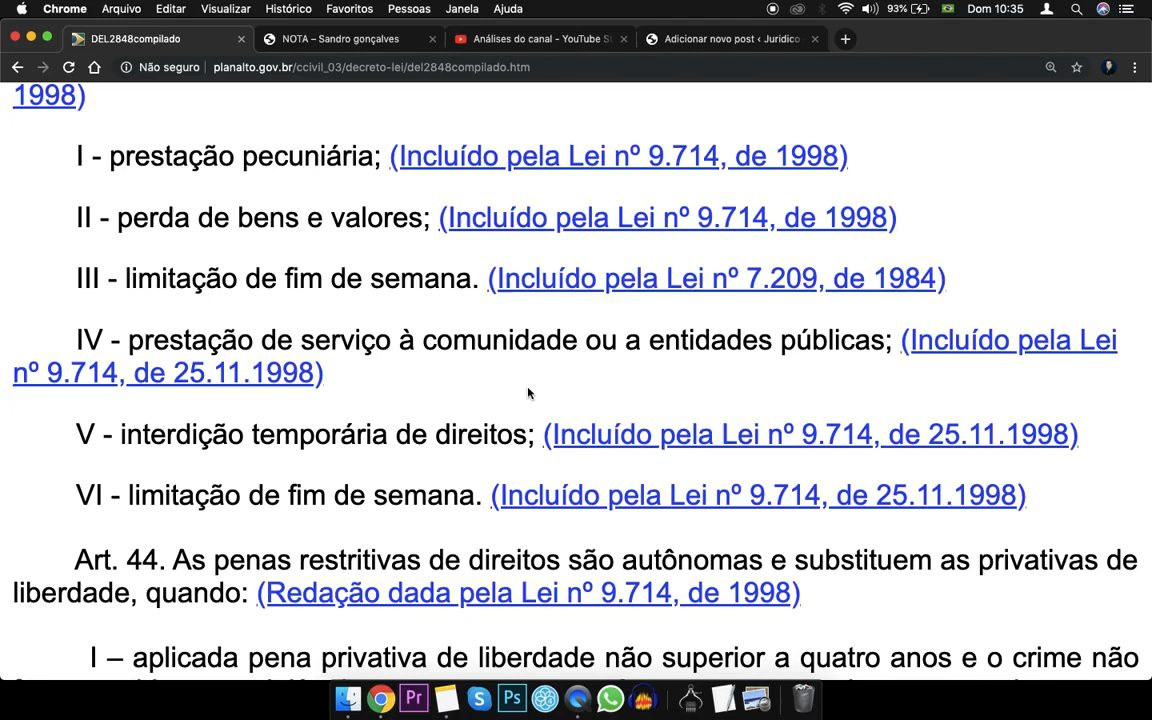 Chrome Arquivo Editar Visualizar Histórico Favoritos Pessoas Janela Ajuda 93% Dom 10:35
DEL2848compilado NOTA – Sandro gonçalves Análises do canal - YouTube S Adicionar novo post ‹ Juridico
Não seguro planalto.gov.br/ccivil_03/decreto-lei/del2848compilado.htm
1998)
I - prestação pecuniária; (Incluído pela Lei nº 9.714, de 1998)
II - perda de bens e valores; (Incluído pela Lei nº 9.714, de 1998)
III - limitação de fim de semana. (Incluído pela Lei nº 7.209, de 1984)
IV - prestação de serviço à comunidade ou a entidades públicas; (Incluído pela Lei
nº 9.714, de 25.11.1998)
V - interdição temporária de direitos; (Incluído pela Lei nº 9.714, de 25.11.1998)
VI - limitação de fim de semana. (Incluído pela Lei nº 9.714, de 25.11.1998)
Art. 44. As penas restritivas de direitos são autônomas e substituem as privativas de
liberdade, quando: (Redação dada pela Lei nº 9.714, de 1998)
I – aplicada pena privativa de liberdade não superior a quatro anos e o crime não
Pr Ps